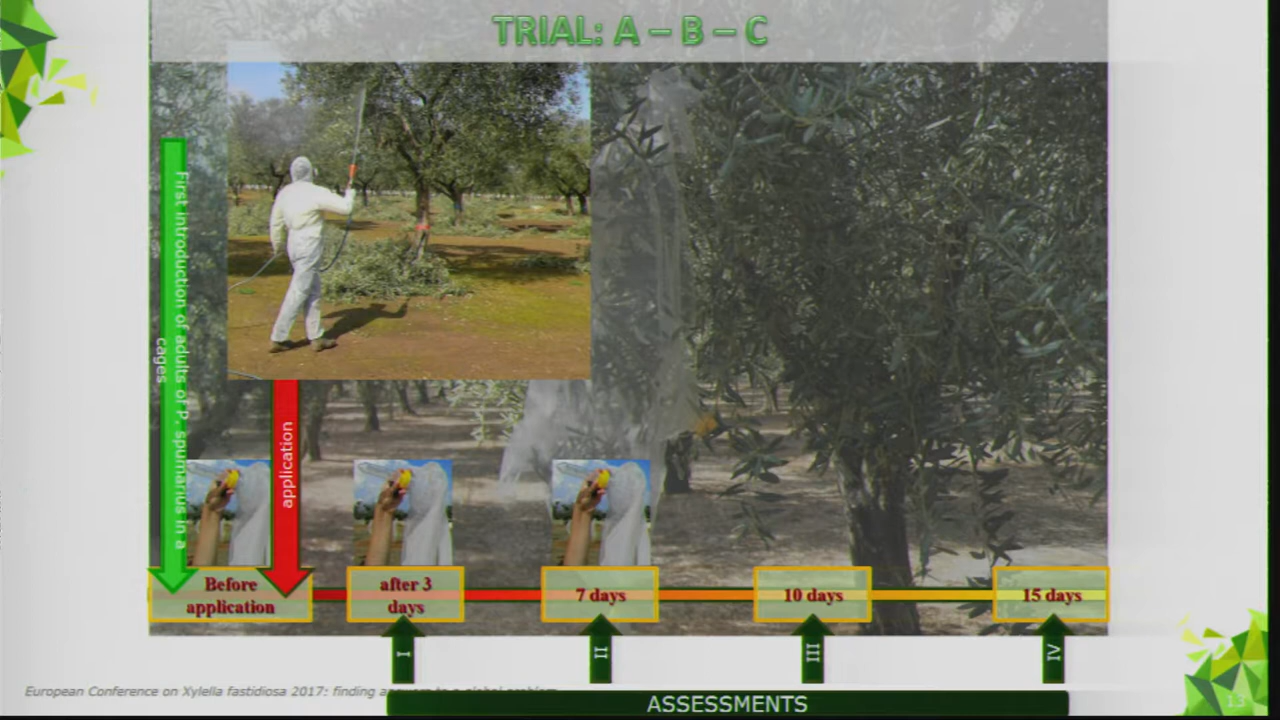 TRIAL: A – B – C
First introduction of adults of P. spumarius in a
cages
application
Before
application
after 3
days
7 days
10 days
15 days
I
II
III
IV
European Conference on Xylella fastidiosa 2017: finding answers to a global problem
ASSESSMENTS
13